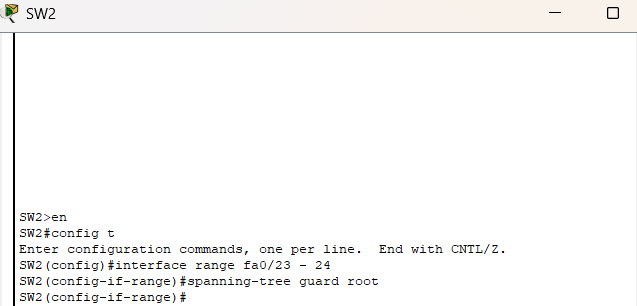 SW2
SW2>en
SW2#config t
Enter configuration commands, one per line.  End with CNTL/Z.
SW2(config)#interface range fa0/23 - 24
SW2(config-if-range)#spanning-tree guard root
SW2(config-if-range)#